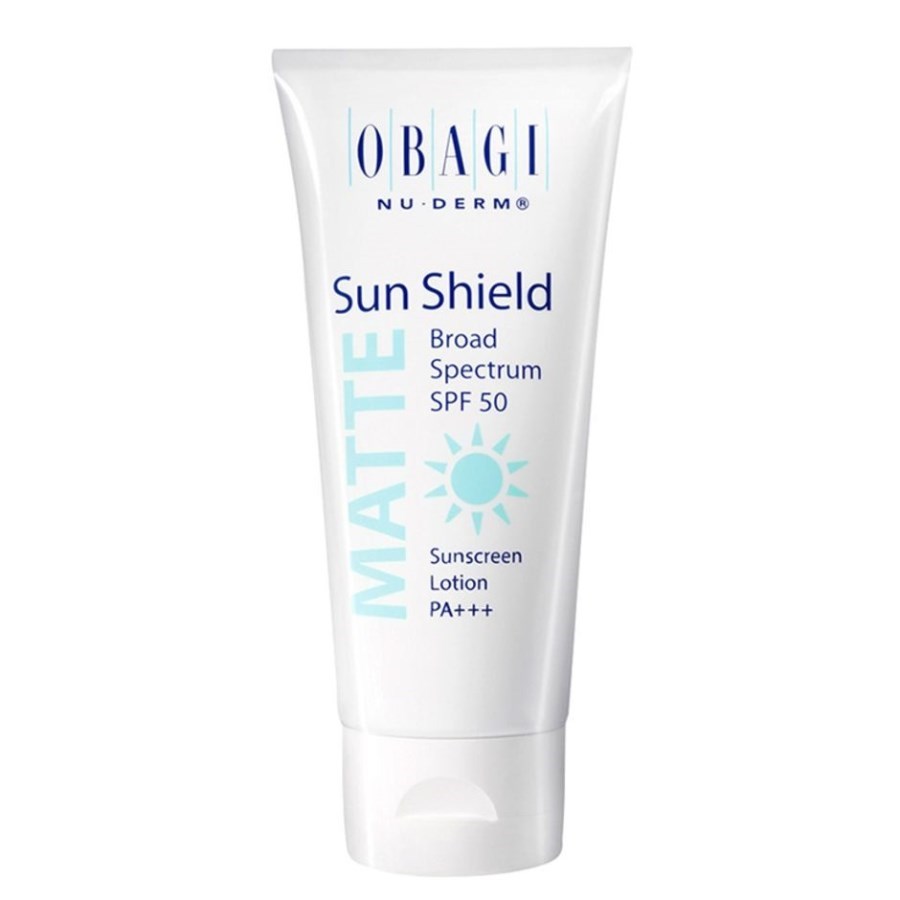 OBAGI
NU·DERM®
Sun Shield
MATTE
Broad
Spectrum
SPF 50
Sunscreen
Lotion
PA+++